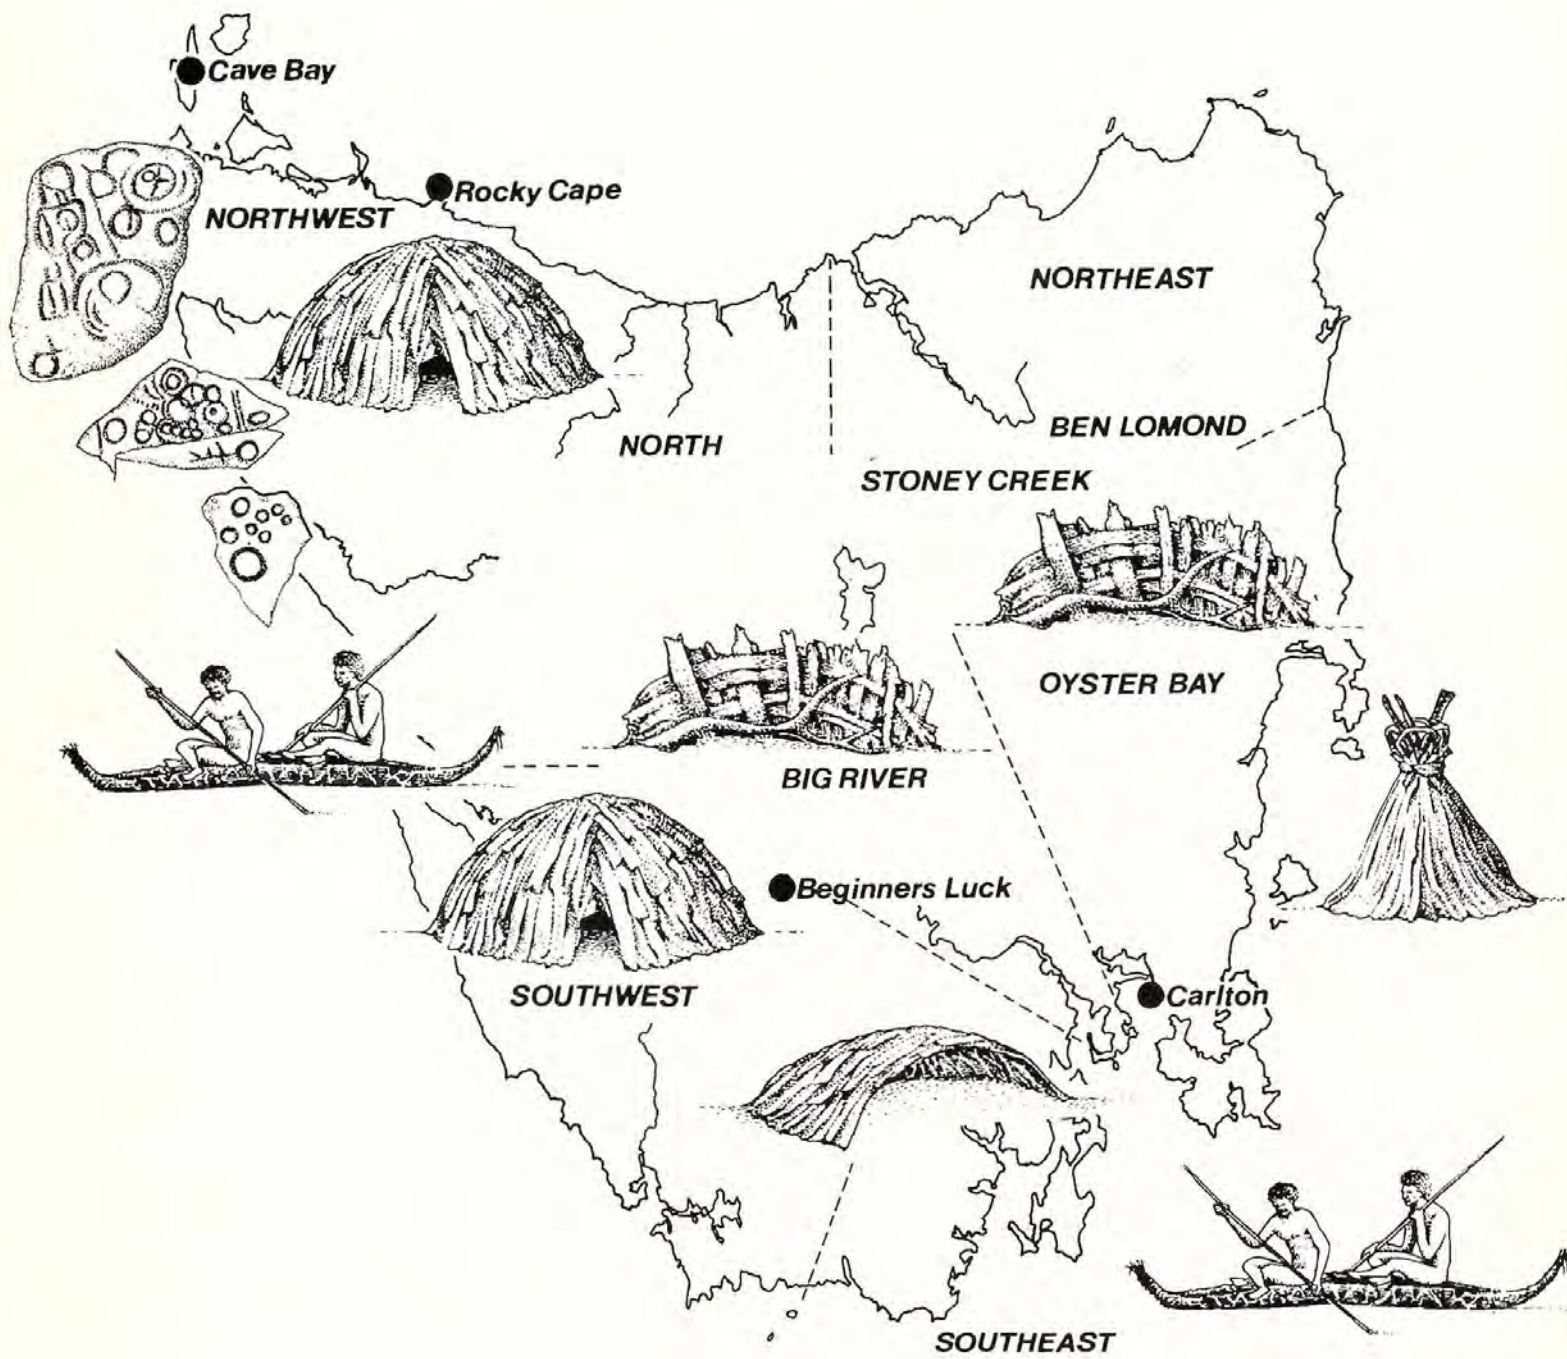 Cave Bay
Rocky Cape
NORTHWEST
NORTHEAST
BEN LOMOND
NORTH
STONEY CREEK
OYSTER BAY
BIG RIVER
Beginners Luck
SOUTHWEST
Carlton
SOUTHEAST